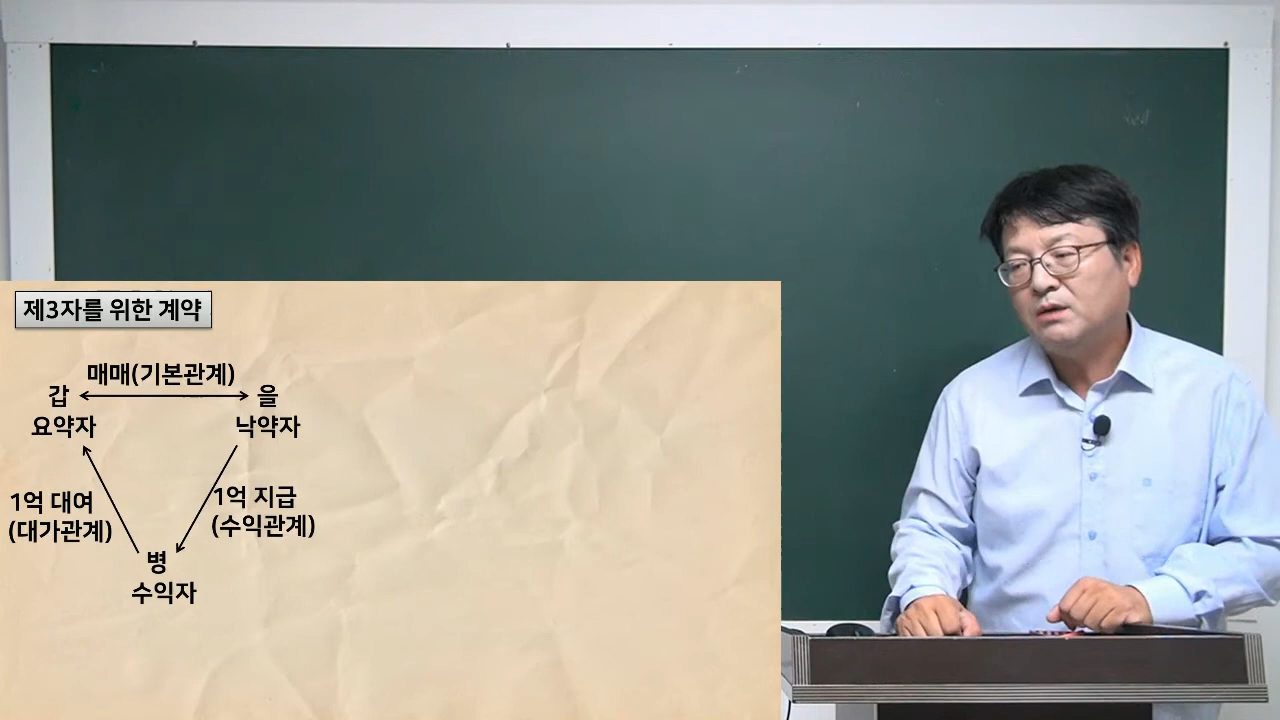 제3자를 위한 계약
매매(기본관계)
갑
을
요약자
낙약자
1억 대여
(대가관계)
1억 지급
(수익관계)
병
수익자